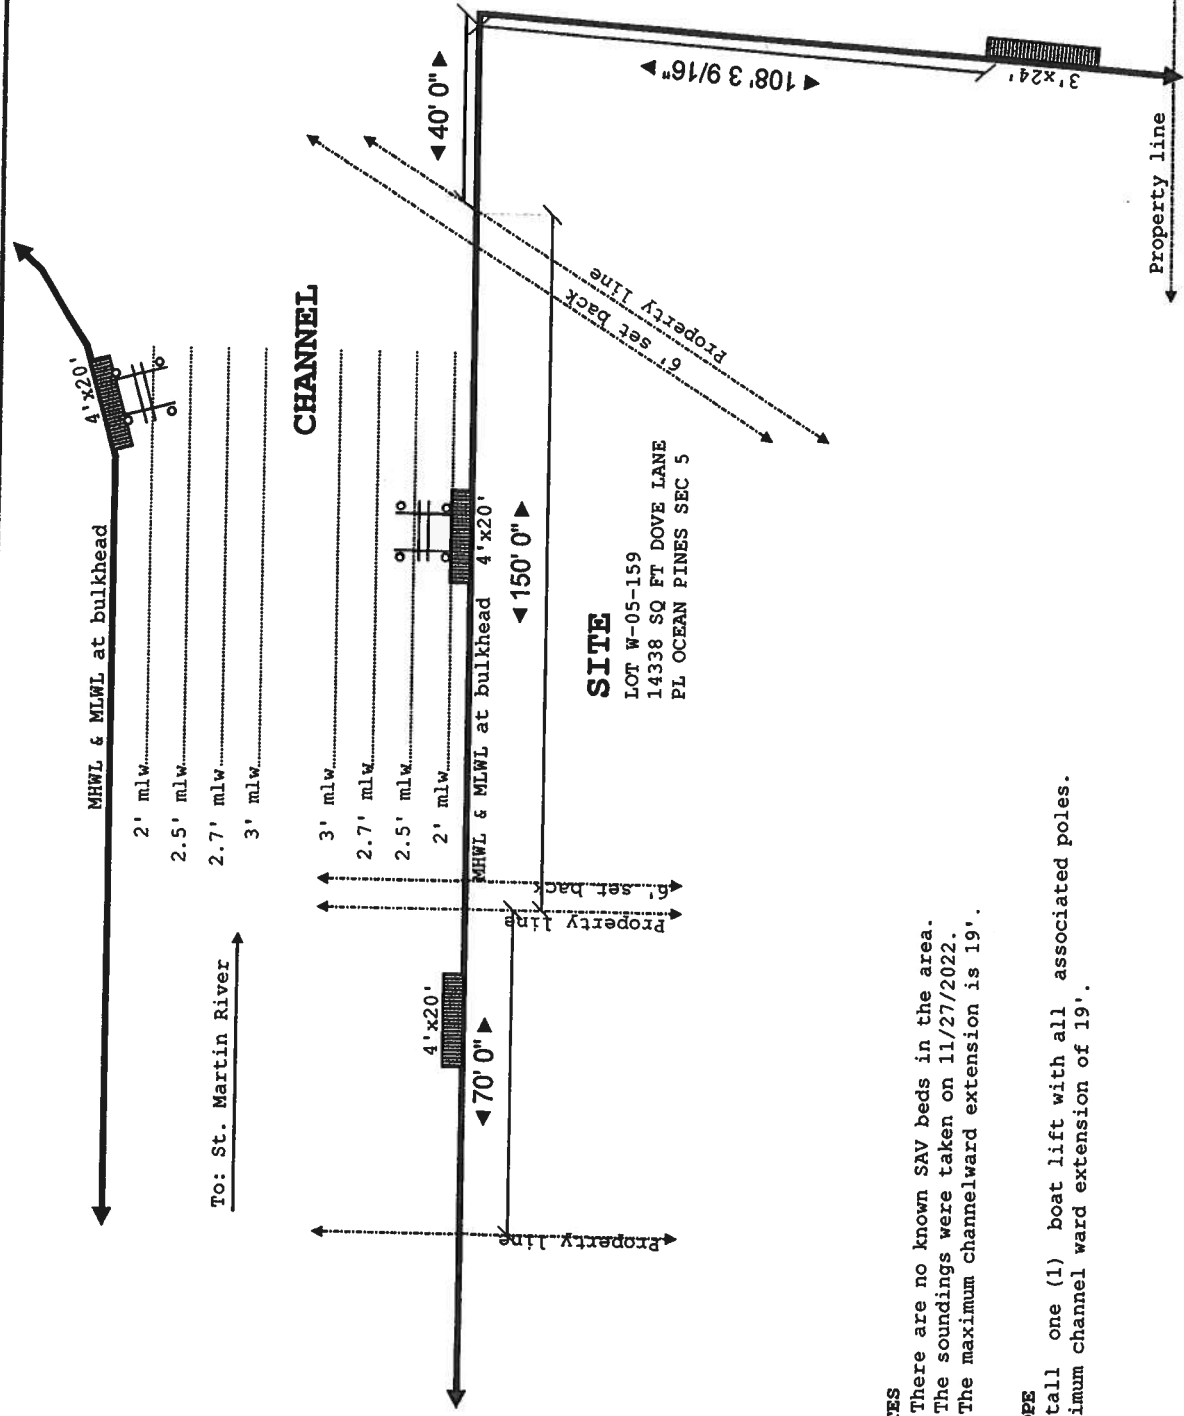 MHWL & MLWL at bulkhead
4'x20'
2' mlw
2.5' mlw
2.7' mlw
3' mlw
To: St. Martin River
CHANNEL
3' mlw
2.7' mlw
2.5' mlw
2' mlw
4'x20'
MHWL & MLWL at bulkhead
4'x20'
◄40' 0"►
◄70' 0"►
◄150' 0"►
◄108' 3 9/16"►
3'x24'
Property line
Property line
6' set back
6' set back
Property line
Property line
SITE
LOT W-05-159
14338 SQ FT DOVE LANE
PL OCEAN PINES SEC 5
There are no known SAV beds in the area.
The soundings were taken on 11/27/2022.
The maximum channelward extension is 19'.
one (1) boat lift with all associated poles.
channel ward extension of 19'.